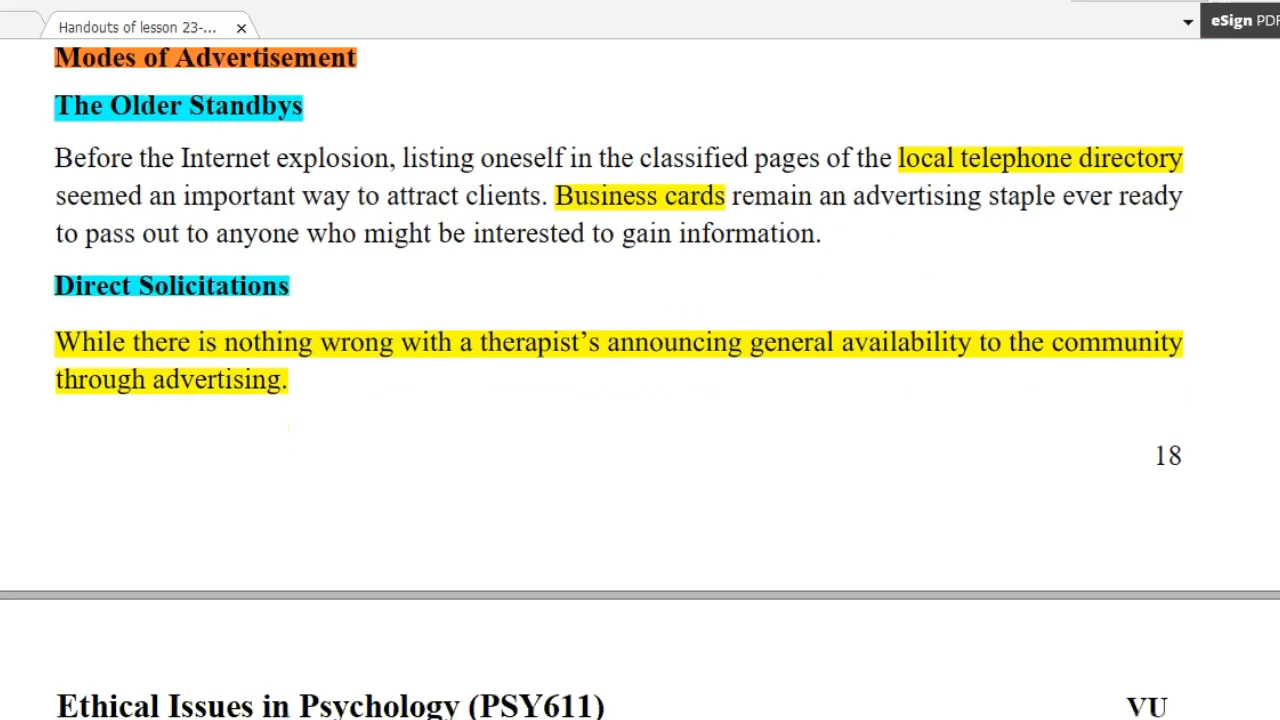 Handouts of lesson 23-...
eSign PDF
Modes of Advertisement
The Older Standbys
Before the Internet explosion, listing oneself in the classified pages of the local telephone directory
seemed an important way to attract clients. Business cards remain an advertising staple ever ready
to pass out to anyone who might be interested to gain information.
Direct Solicitations
While there is nothing wrong with a therapist’s announcing general availability to the community
through advertising.
18
Ethical Issues in Psychology (PSY611)
VU